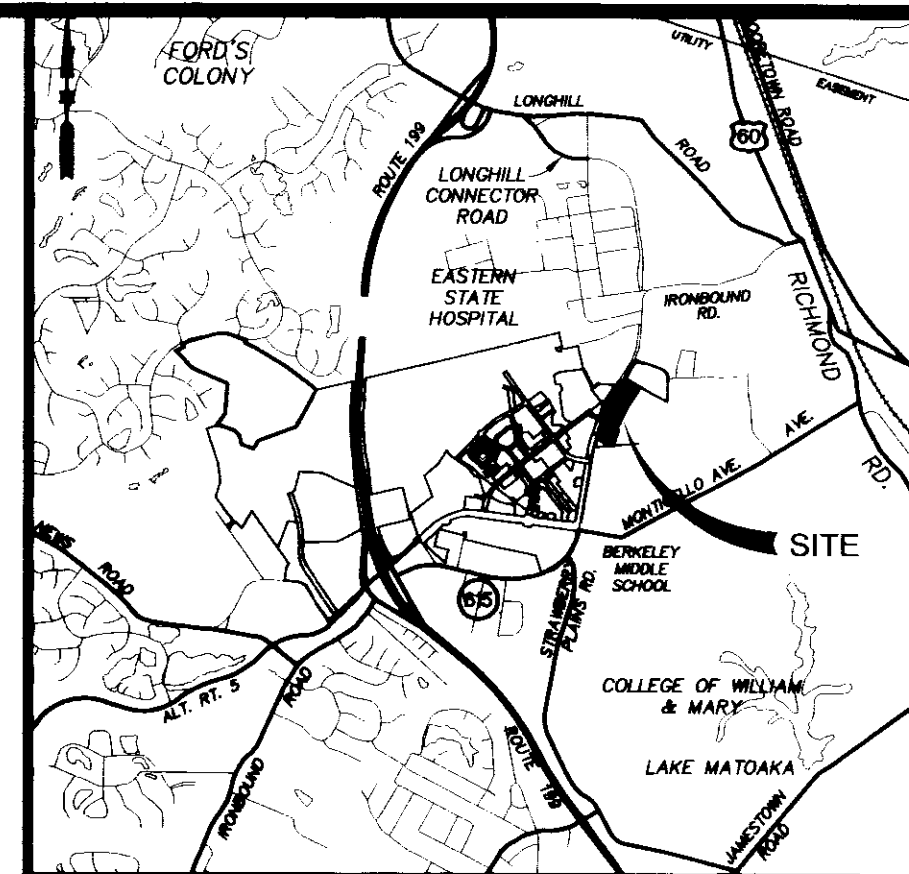 FORD'S
COLONY
UTILITY
EASEMENT
MOORETOWN ROAD
60
LONGHILL
ROAD
ROUTE 199
LONGHILL
CONNECTOR
ROAD
EASTERN
STATE
HOSPITAL
IRONBOUND
RD.
RICHMOND
RD.
MONTICELLO AVE.
AVE.
SITE
NEWS
ROAD
BERKELEY
MIDDLE
SCHOOL
615
STRAWBERRY
PLAINS RD.
ALT. RT. 5
IRONBOUND
ROAD
ROUTE 199
COLLEGE OF WILLIAM
& MARY
LAKE MATOAKA
JAMESTOWN
ROAD